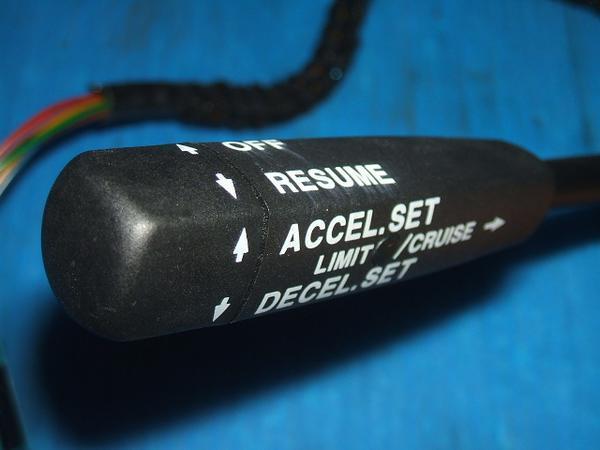 OFF
RESUME
ACCEL.SET
LIMIT /CRUISE
DECEL.SET